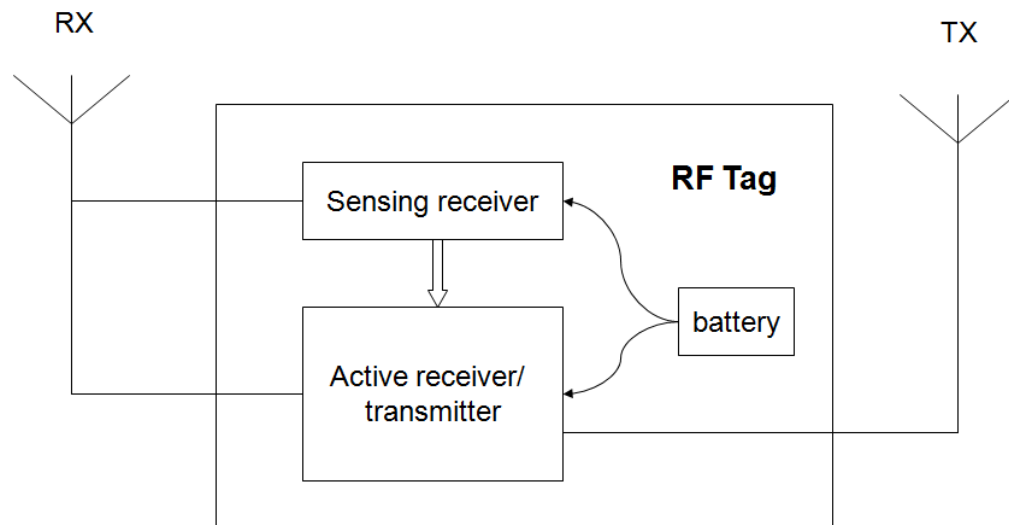 RX
TX
RF Tag
Sensing receiver
battery
Active receiver/
transmitter